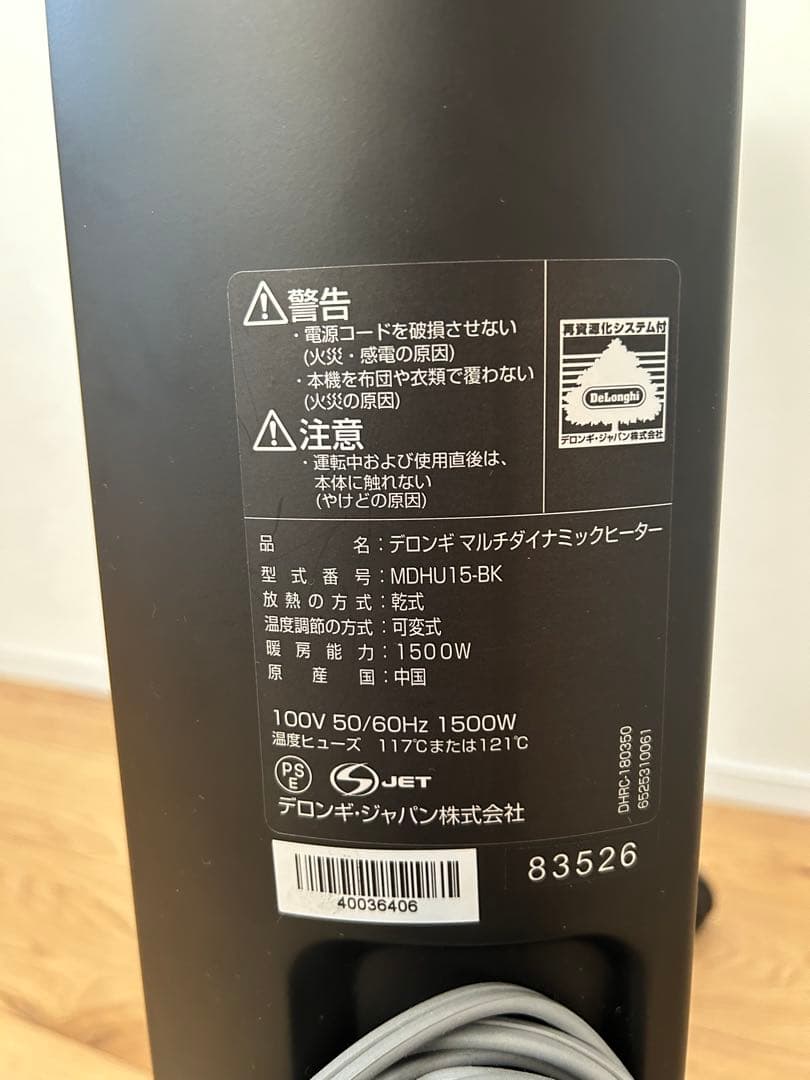 警告
・電源コードを破損させない
(火災・感電の原因)
・本機を布団や衣類で覆わない
(火災の原因)
注意
・運転中および使用直後は、
本体に触れない
(やけどの原因)
再資源化システム付
DeLonghi
デロンギ・ジャパン株式会社
品 名:デロンギ マルチダイナミックヒーター
型式番号:MDHU15-BK
放熱の方式:乾式
温度調節の方式:可変式
暖房能力:1500W
原産国:中国
100V 50/60Hz 1500W
温度ヒューズ 117℃または121℃
PS
E
JET
デロンギ・ジャパン株式会社
DHRC-180350
6525310061
40036406
83526